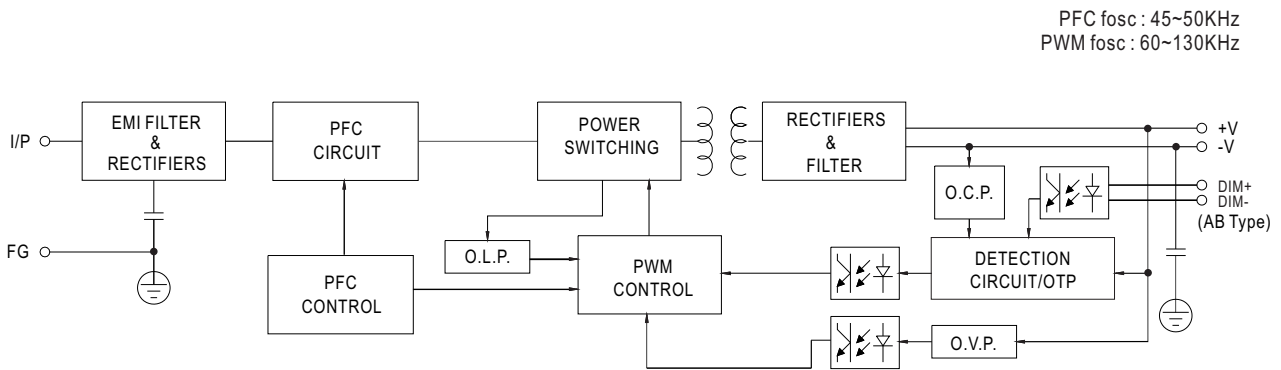 PFC fosc : 45~50KHz
PWM fosc : 60~130KHz
I/P
EMI FILTER
&
RECTIFIERS
PFC
CIRCUIT
POWER
SWITCHING
RECTIFIERS
&
FILTER
+V
-V
O.C.P.
DIM+
DIM-
(AB Type)
FG
O.L.P.
PFC
CONTROL
PWM
CONTROL
DETECTION
CIRCUIT/OTP
O.V.P.